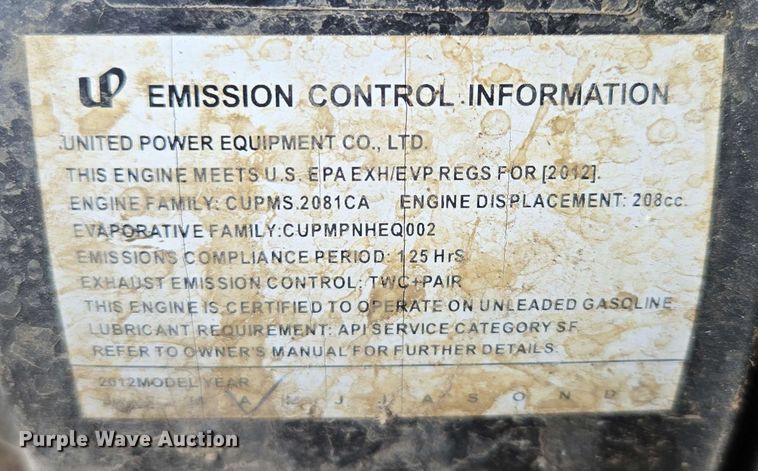 UP EMISSION CONTROL INFORMATION
UNITED POWER EQUIPMENT CO., LTD.
THIS ENGINE MEETS U.S. EPA EXH/EVP REGS FOR [2012].
ENGINE FAMILY: CUPMS.2081CA ENGINE DISPLACEMENT: 208cc.
EVAPORATIVE FAMILY:CUPMPNHEQ002
EMISSIONS COMPLIANCE PERIOD: 125 HrS
EXHAUST EMISSION CONTROL: TWC+PAIR
THIS ENGINE IS CERTIFIED TO OPERATE ON UNLEADED GASOLINE
LUBRICANT REQUIREMENT: API SERVICE CATEGORY SF.
REFER TO OWNER'S MANUAL FOR FURTHER DETAILS.
2012MODEL YEAR
M A M J J A S O N D
Purple Wave Auction